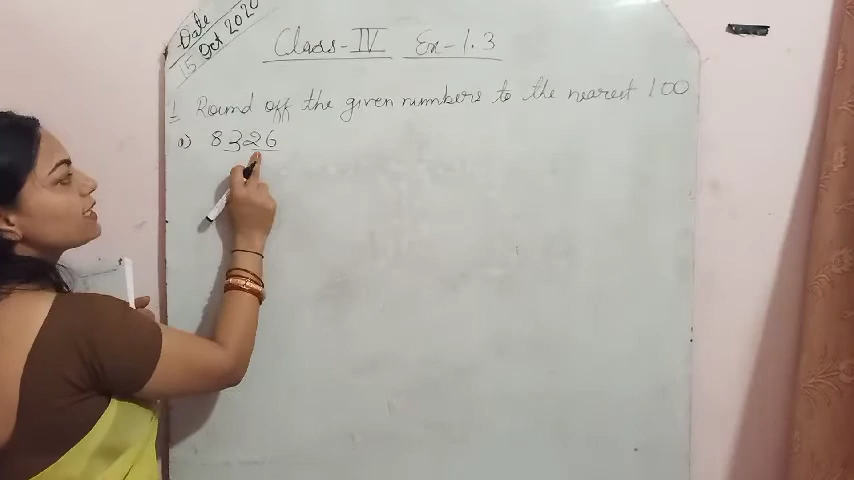 Date
15 Oct 2020
Class-IV Ex-1.3
1 Round off the given numbers to the nearest 100
a) 8326